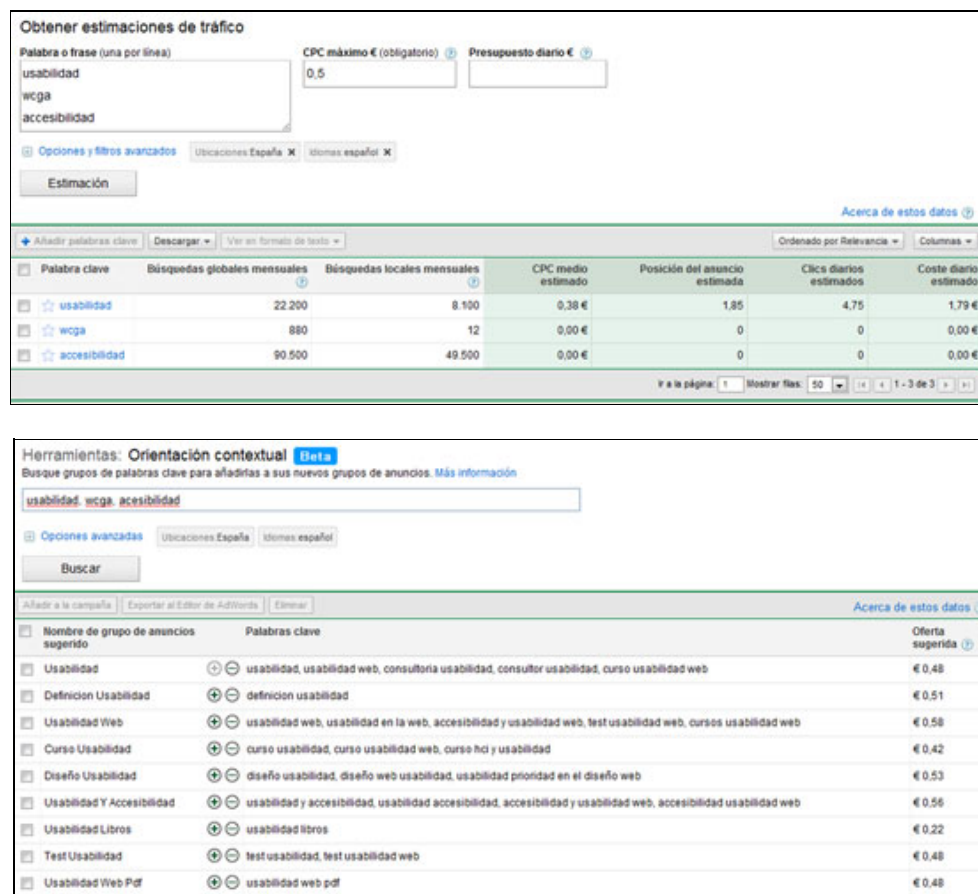 Obtener estimaciones de tráfico
Palabra o frase (una por línea) CPC máximo € (obligatorio) ? Presupuesto diario € ?
usabilidad 0,5
wcga
accesibilidad
Opciones y filtros avanzados Ubicaciones España X Idiomas español X
Estimación
Acerca de estos datos ?
+ Añadir palabras clave Descargar Ver en formato de texto Ordenado por Relevancia Columnas
Palabra clave Búsquedas globales mensuales ? Búsquedas locales mensuales ? CPC medio estimado Posición del anuncio estimada Clics diarios estimados Coste diario estimado
usabilidad 22.200 8.100 0,38 € 1,85 4,75 1,79 €
wcga 880 12 0,00 € 0 0 0,00 €
accesibilidad 90.500 49.500 0,00 € 0 0 0,00 €
Ir a la página: 1 Mostrar filas: 50 1 - 3 de 3
Herramientas: Orientación contextual Beta
Busque grupos de palabras clave para añadirlas a sus nuevos grupos de anuncios. Más información
usabilidad, wcga, acesibilidad
Opciones avanzadas Ubicaciones España Idiomas español
Buscar
Añadir a la campaña Exportar al Editor de AdWords Eliminar Acerca de estos datos
Nombre de grupo de anuncios sugerido Palabras clave Oferta sugerida ?
Usabilidad usabilidad, usabilidad web, consultoria usabilidad, consultor usabilidad, curso usabilidad web € 0,48
Definicion Usabilidad definicion usabilidad € 0,51
Usabilidad Web usabilidad web, usabilidad en la web, accesibilidad y usabilidad web, test usabilidad web, cursos usabilidad web € 0,58
Curso Usabilidad curso usabilidad, curso usabilidad web, curso hci y usabilidad € 0,42
Diseño Usabilidad diseño usabilidad, diseño web usabilidad, usabilidad prioridad en el diseño web € 0,53
Usabilidad Y Accesibilidad usabilidad y accesibilidad, usabilidad accesibilidad, accesibilidad y usabilidad web, accesibilidad usabilidad web € 0,56
Usabilidad Libros usabilidad libros € 0,22
Test Usabilidad test usabilidad, test usabilidad web € 0,48
Usabilidad Web Pdf usabilidad web pdf € 0,48